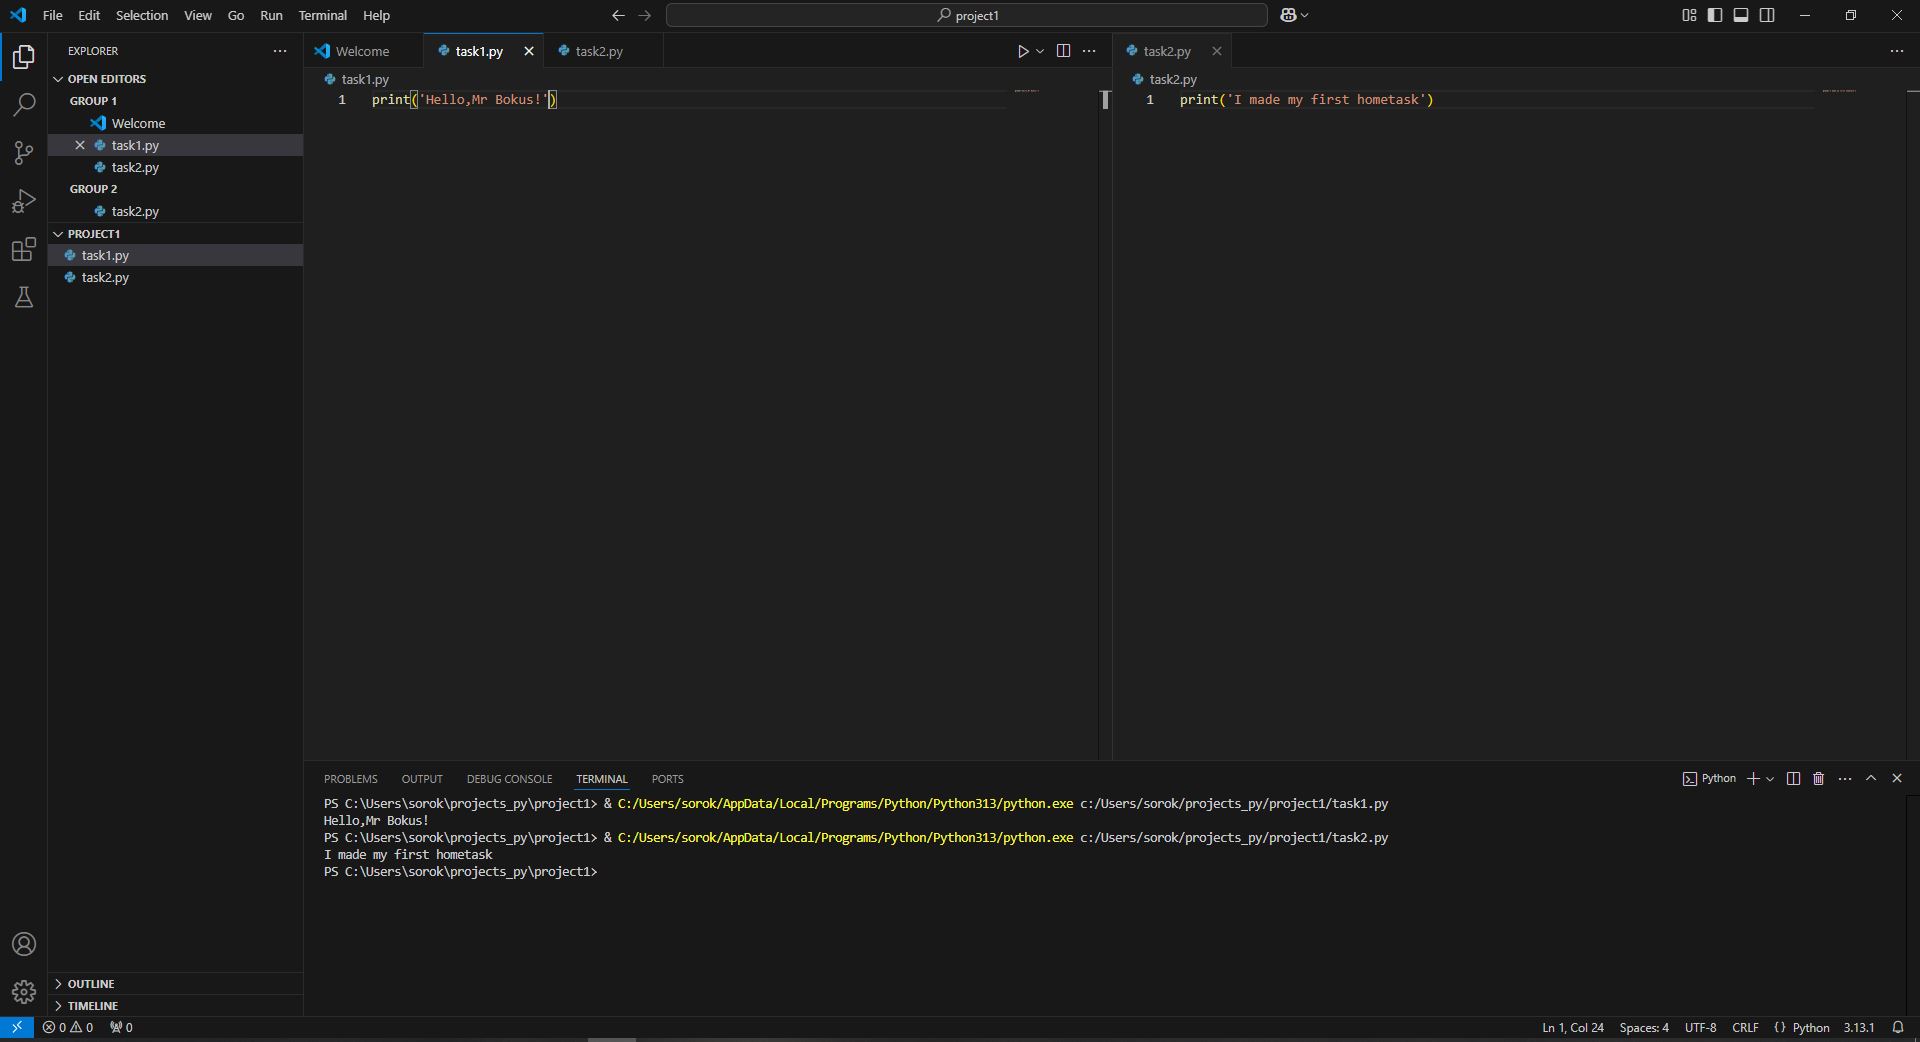 File Edit Selection View Go Run Terminal Help
project1
EXPLORER
OPEN EDITORS
GROUP 1
Welcome
task1.py
task2.py
GROUP 2
task2.py
PROJECT1
task1.py
task2.py
OUTLINE
TIMELINE
Welcome task1.py task2.py
task1.py
1 print('Hello,Mr Bokus!')
task2.py
task2.py
1 print('I made my first hometask')
PROBLEMS OUTPUT DEBUG CONSOLE TERMINAL PORTS
Python
PS C:\Users\sorok\projects_py\project1> & C:/Users/sorok/AppData/Local/Programs/Python/Python313/python.exe c:/Users/sorok/projects_py/project1/task1.py
Hello,Mr Bokus!
PS C:\Users\sorok\projects_py\project1> & C:/Users/sorok/AppData/Local/Programs/Python/Python313/python.exe c:/Users/sorok/projects_py/project1/task2.py
I made my first hometask
PS C:\Users\sorok\projects_py\project1>
0 0 0
Ln 1, Col 24 Spaces: 4 UTF-8 CRLF {} Python 3.13.1